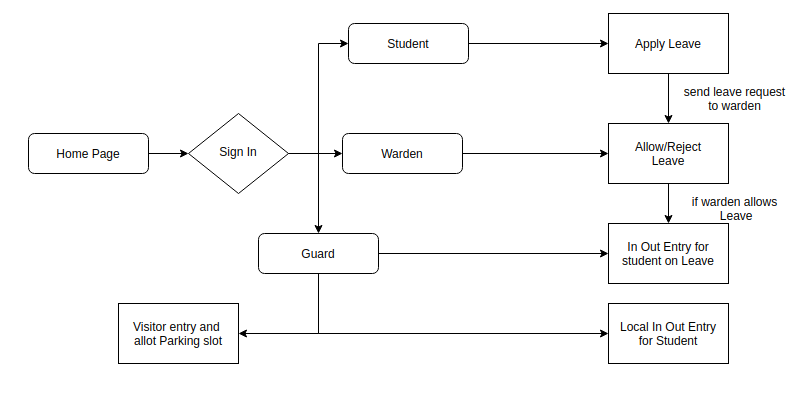 Student
Apply Leave
send leave request
to warden
Home Page
Sign In
Warden
Allow/Reject
Leave
if warden allows
Leave
Guard
In Out Entry for
student on Leave
Visitor entry and
allot Parking slot
Local In Out Entry
for Student